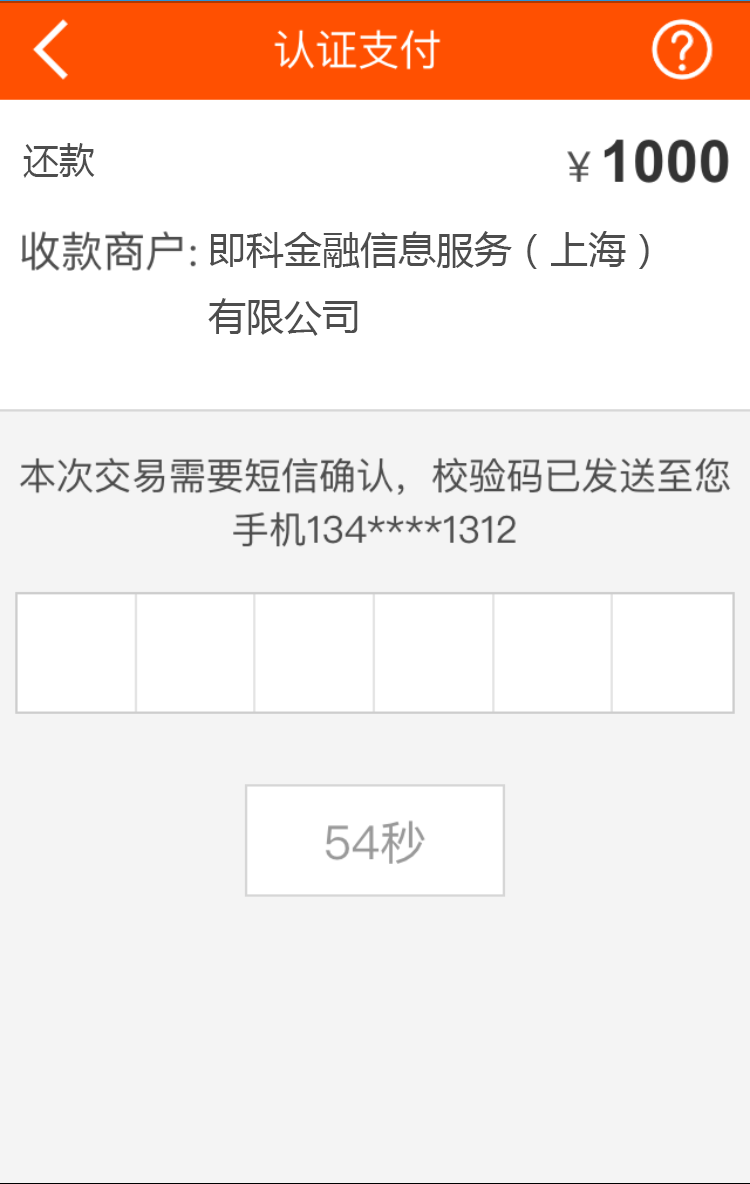 认证支付
还款 ¥ 1000
收款商户: 即科金融信息服务（上海）
有限公司
本次交易需要短信确认，校验码已发送至您
手机134****1312
54秒